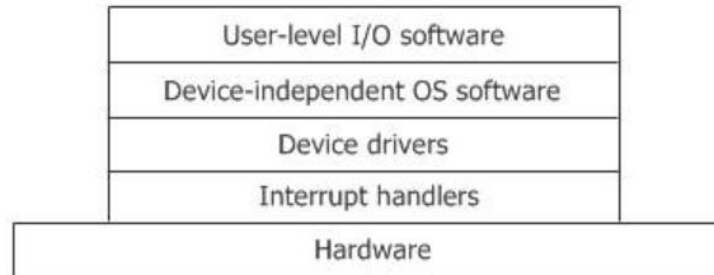 User-level I/O software
Device-independent OS software
Device drivers
Interrupt handlers
Hardware